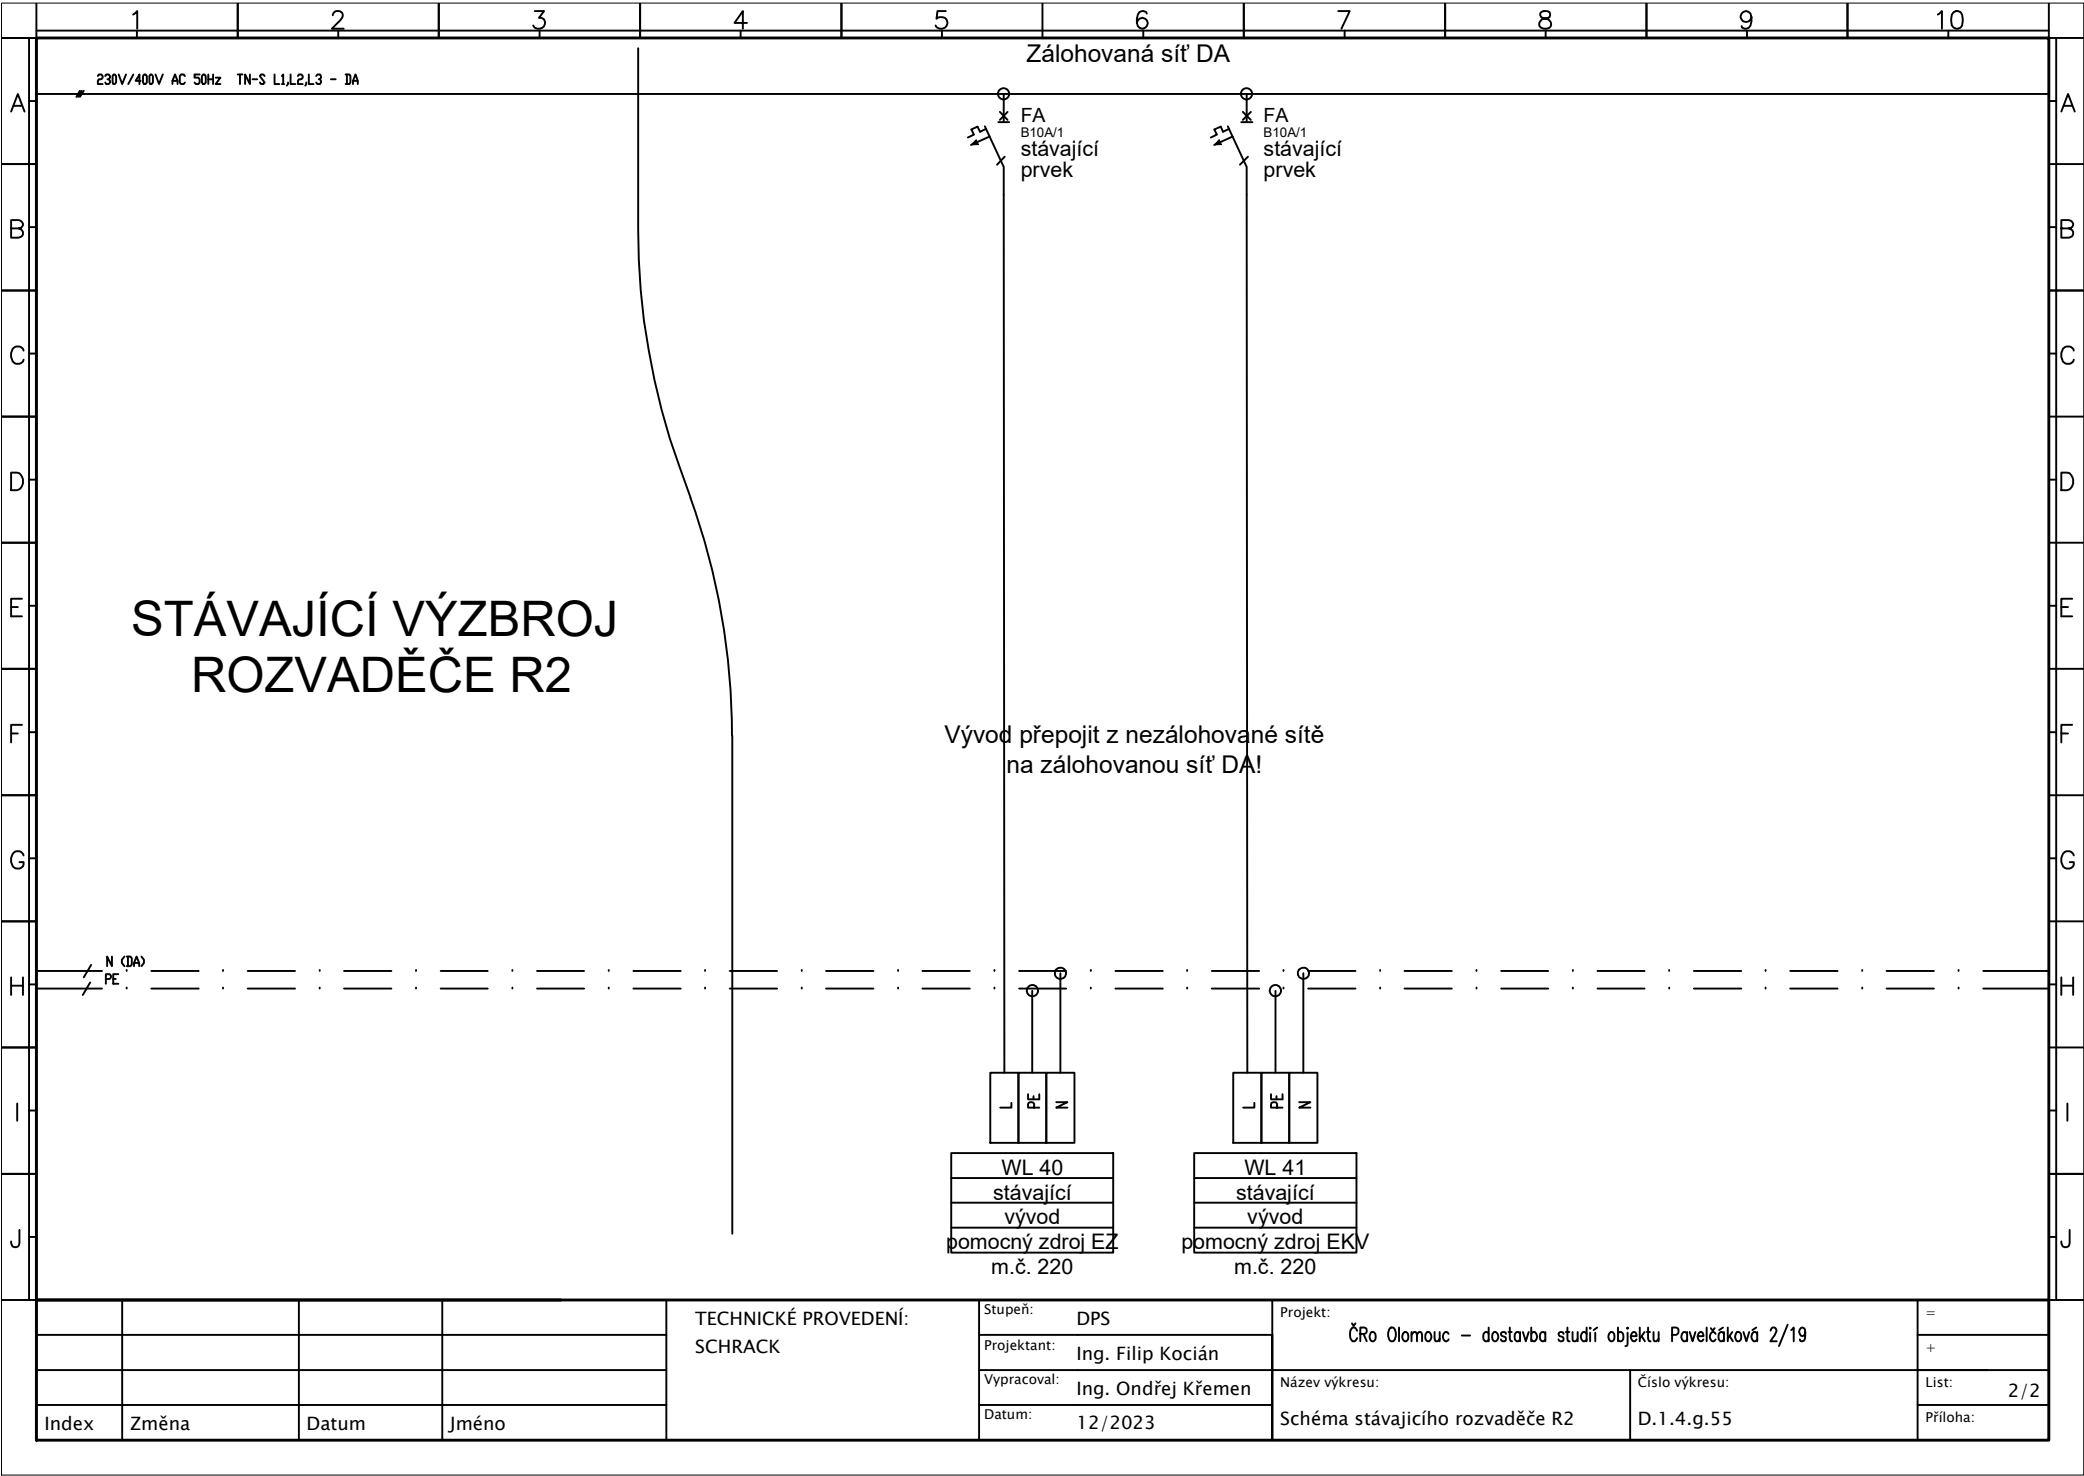 1 2 3 4 5 6 7 8 9 10
Zálohovaná síť DA
230V/400V AC 50Hz TN-S L1,L2,L3 - DA
A A
FA FA
B10A/1 B10A/1
stávající stávající
prvek prvek
B B
C C
D D
E E
STÁVAJÍCÍ VÝZBROJ
ROZVADĚČE R2
F F
Vývod přepojit z nezálohované sítě
na zálohovanou síť DA!
G G
N (DA)
PE
H H
L PE N L PE N
I I
WL 40 WL 41
stávající stávající
vývod vývod
J J
pomocný zdroj EZ pomocný zdroj EKV
m.č. 220 m.č. 220
TECHNICKÉ PROVEDENÍ:
SCHRACK
Stupeň: DPS
Projektant: Ing. Filip Kocián
Vypracoval: Ing. Ondřej Křemen
Datum: 12/2023
Projekt:
ČRo Olomouc – dostavba studií objektu Pavelčáková 2/19
Název výkresu:
Schéma stávajicího rozvaděče R2
Číslo výkresu:
D.1.4.g.55
=
+
List: 2/2
Příloha:
Index Změna Datum Jméno